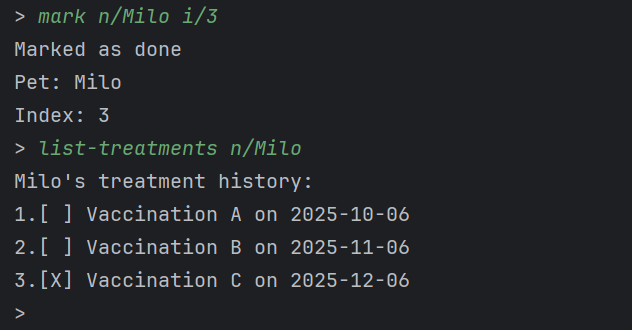 > mark n/Milo i/3
Marked as done
Pet: Milo
Index: 3
> list-treatments n/Milo
Milo's treatment history:
1.[ ] Vaccination A on 2025-10-06
2.[ ] Vaccination B on 2025-11-06
3.[X] Vaccination C on 2025-12-06
>